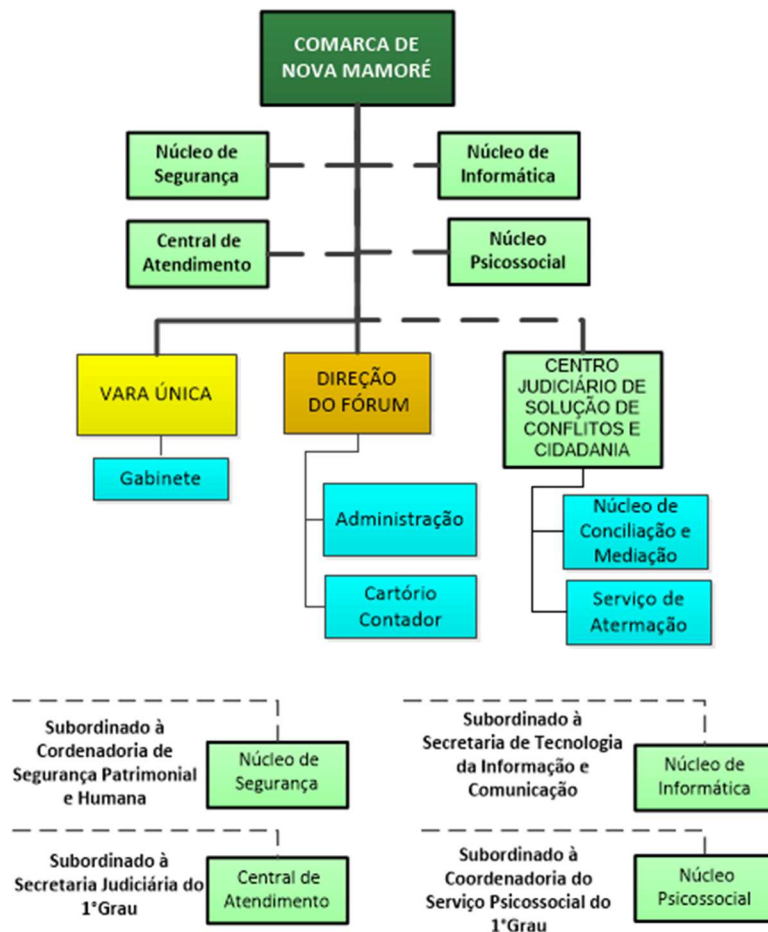 COMARCA DE
NOVA MAMORÉ
Núcleo de
Segurança
Núcleo de
Informática
Central de
Atendimento
Núcleo
Psicossocial
VARA ÚNICA
DIREÇÃO
DO FÓRUM
CENTRO
JUDICIÁRIO DE
SOLUÇÃO DE
CONFLITOS E
CIDADANIA
Gabinete
Administração
Cartório
Contador
Núcleo de
Conciliação e
Mediação
Serviço de
Atermação
Subordinado à
Cordenadoria de
Segurança Patrimonial
e Humana
Núcleo de
Segurança
Subordinado à
Secretaria de Tecnologia
da Informação e
Comunicação
Núcleo de
Informática
Subordinado à
Secretaria Judiciária do
1°Grau
Central de
Atendimento
Subordinado à
Coordenadoria do
Serviço Psicossocial do
1°Grau
Núcleo
Psicossocial